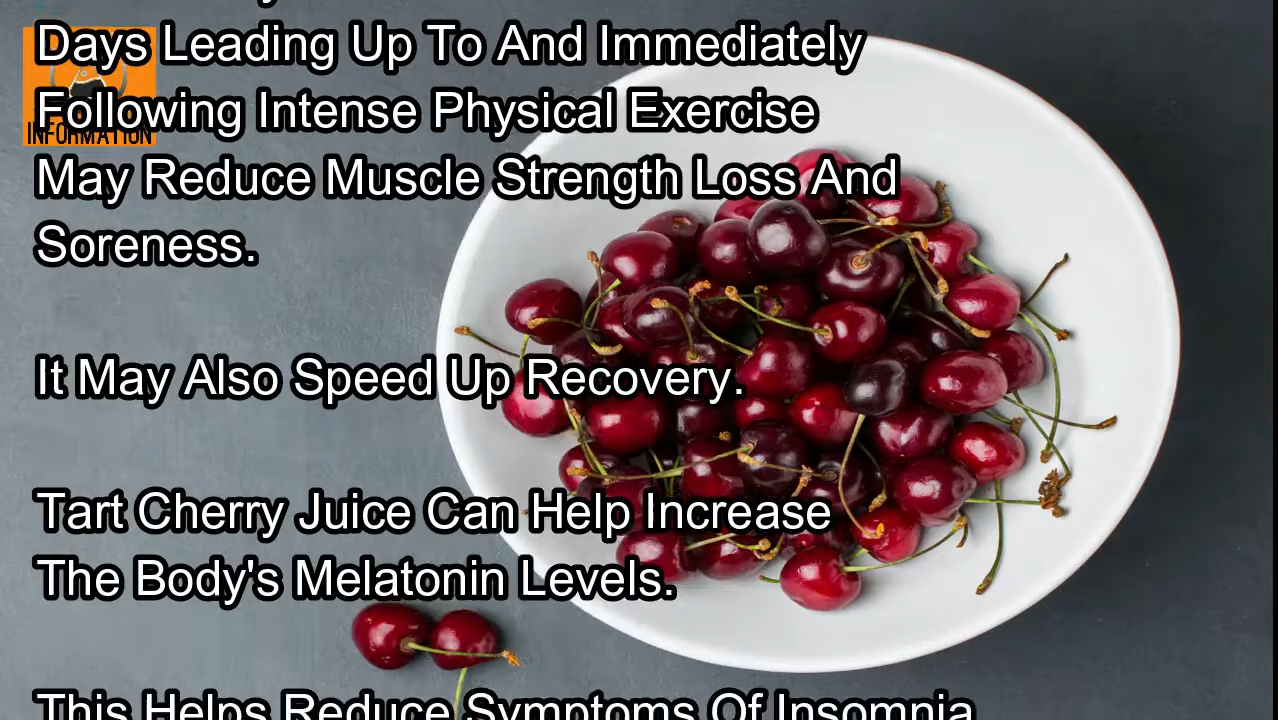 Days Leading Up To And Immediately
Following Intense Physical Exercise
INFORMATION
May Reduce Muscle Strength Loss And
Soreness.
It May Also Speed Up Recovery.
Tart Cherry Juice Can Help Increase
The Body's Melatonin Levels.
This Helps Reduce Symptoms Of Insomnia